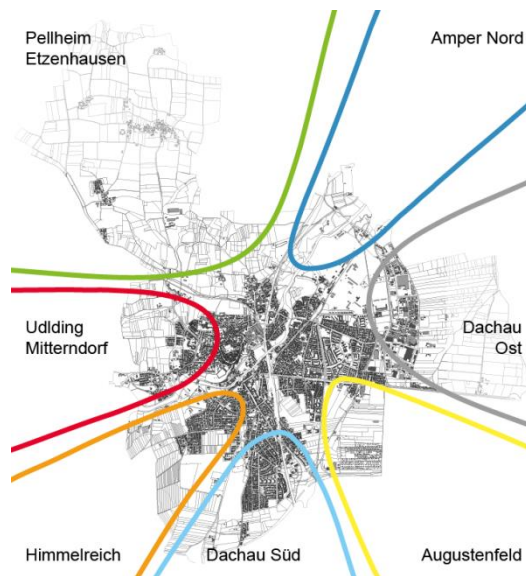 Pellheim
Etzenhausen
Amper Nord
Udlding
Mitterndorf
Dachau
Ost
Himmelreich
Dachau Süd
Augustenfeld